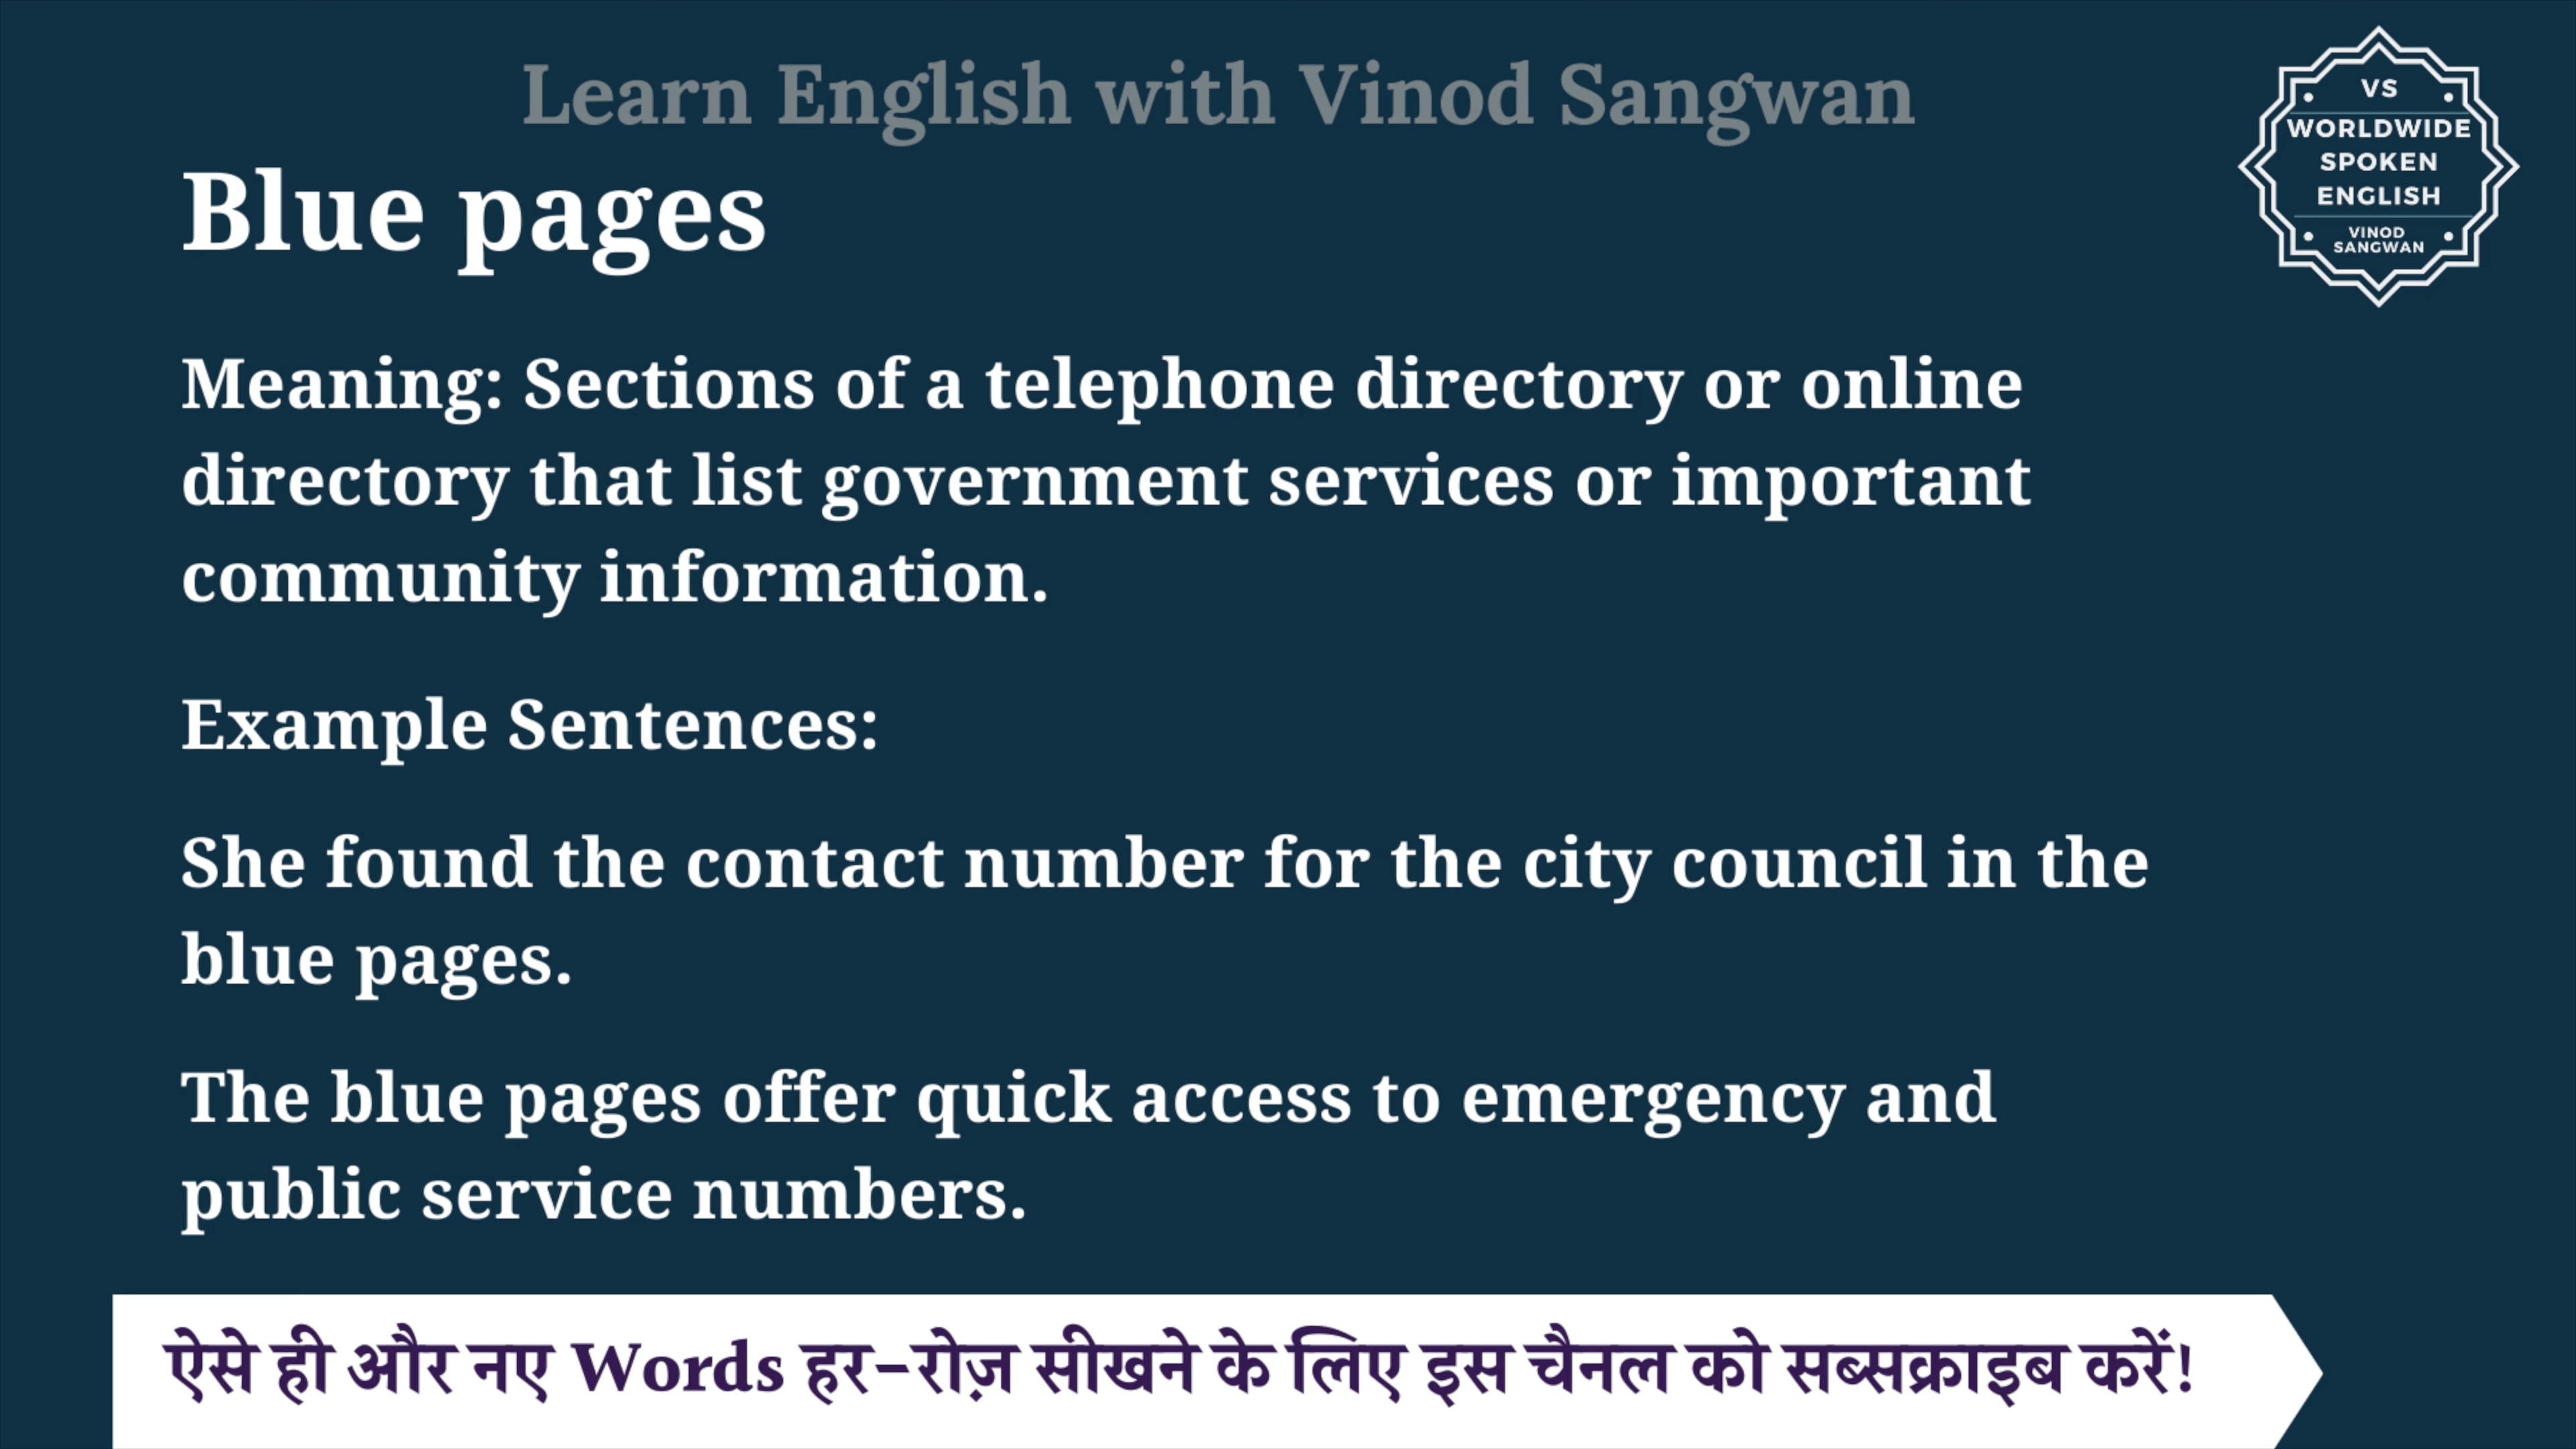 Learn English with Vinod Sangwan
VS
WORLDWIDE
SPOKEN
ENGLISH
VINOD
SANGWAN
Blue pages
Meaning: Sections of a telephone directory or online
directory that list government services or important
community information.
Example Sentences:
She found the contact number for the city council in the
blue pages.
The blue pages offer quick access to emergency and
public service numbers.
ऐसे ही और नए Words हर-रोज़ सीखने के लिए इस चैनल को सब्सक्राइब करें!